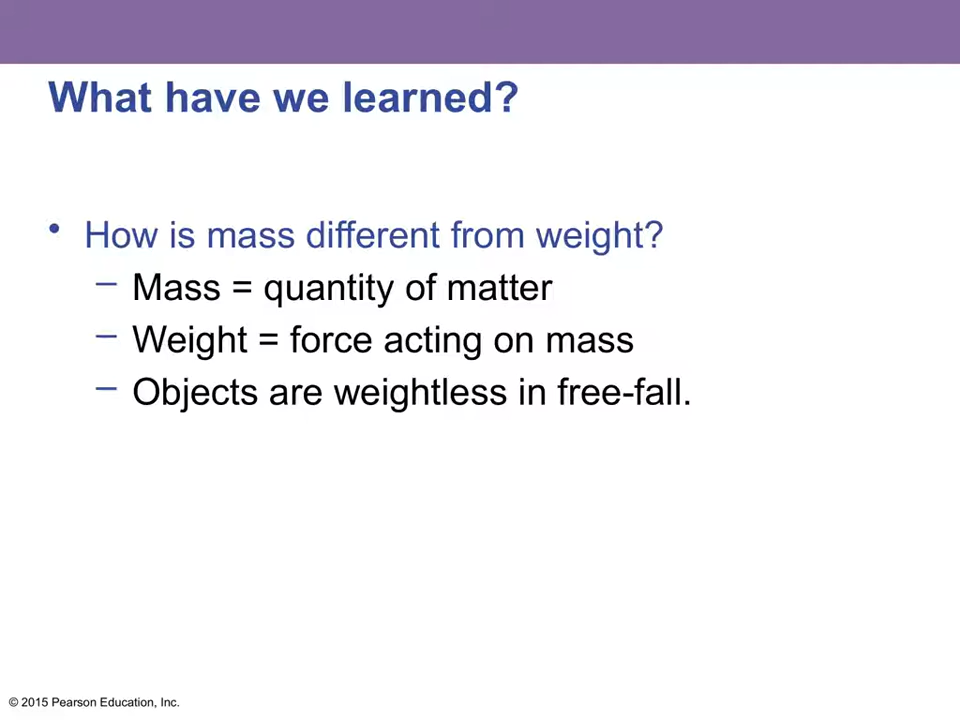 What have we learned?
• How is mass different from weight?
– Mass = quantity of matter
– Weight = force acting on mass
– Objects are weightless in free-fall.
© 2015 Pearson Education, Inc.